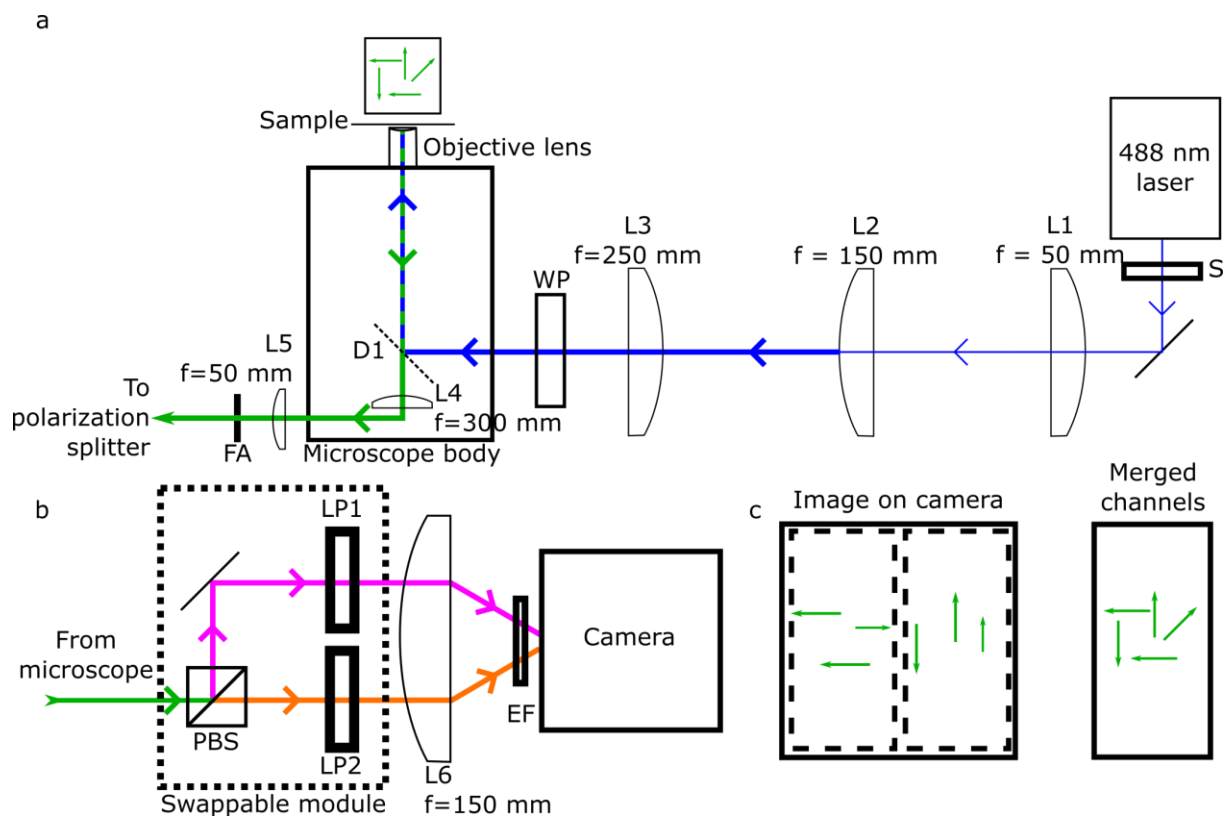 a
Sample
Objective lens
488 nm
laser
S
L3
f=250 mm
L2
f = 150 mm
L1
f = 50 mm
WP
D1
L5
f=50 mm
L4
f=300 mm
To
polarization
splitter
FA
Microscope body
b
LP1
From
microscope
PBS
LP2
Swappable module
L6
f=150 mm
EF
Camera
c
Image on camera
Merged
channels